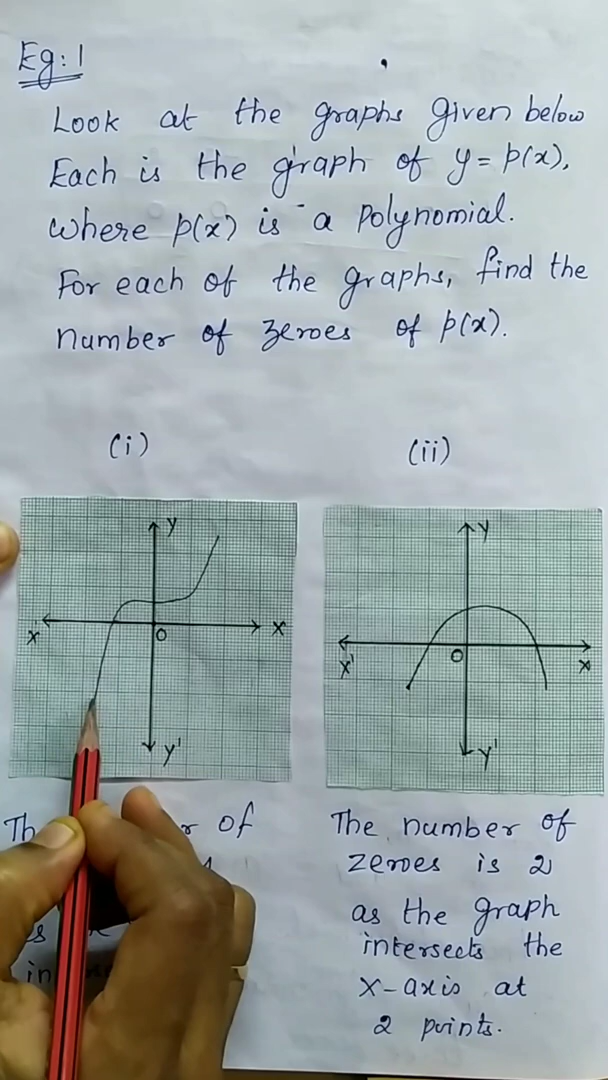 Eg:1
Look at the graphs given below
Each is the graph of y = p(x),
where p(x) is a polynomial.
For each of the graphs, find the
number of zeroes of p(x).
(i)
(ii)
Y
X'
O
X
Y'
Y
X'
O
X
Y'
Th
of
in
The number of
zeroes is 2
as the graph
intersects the
x-axis at
2 points.